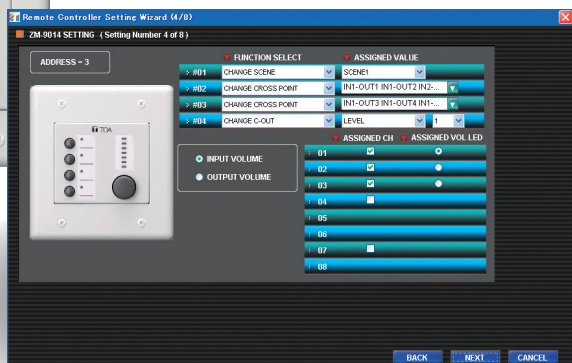 Remote Controller Setting Wizard (4/8)
ZM-9014 SETTING ( Setting Number 4 of 8 )
ADDRESS - 3
FUNCTION SELECT ASSIGNED VALUE
#01 CHANGE SCENE SCENE1
#02 CHANGE CROSS POINT IN1-OUT1 IN1-OUT2 IN2-...
#03 CHANGE CROSS POINT IN1-OUT3 IN1-OUT4 IN1-...
#04 CHANGE C-OUT LEVEL 1
TOA
ASSIGNED CH ASSIGNED VOL LED
INPUT VOLUME
OUTPUT VOLUME
01
02
03
04
05
06
07
08
BACK NEXT CANCEL